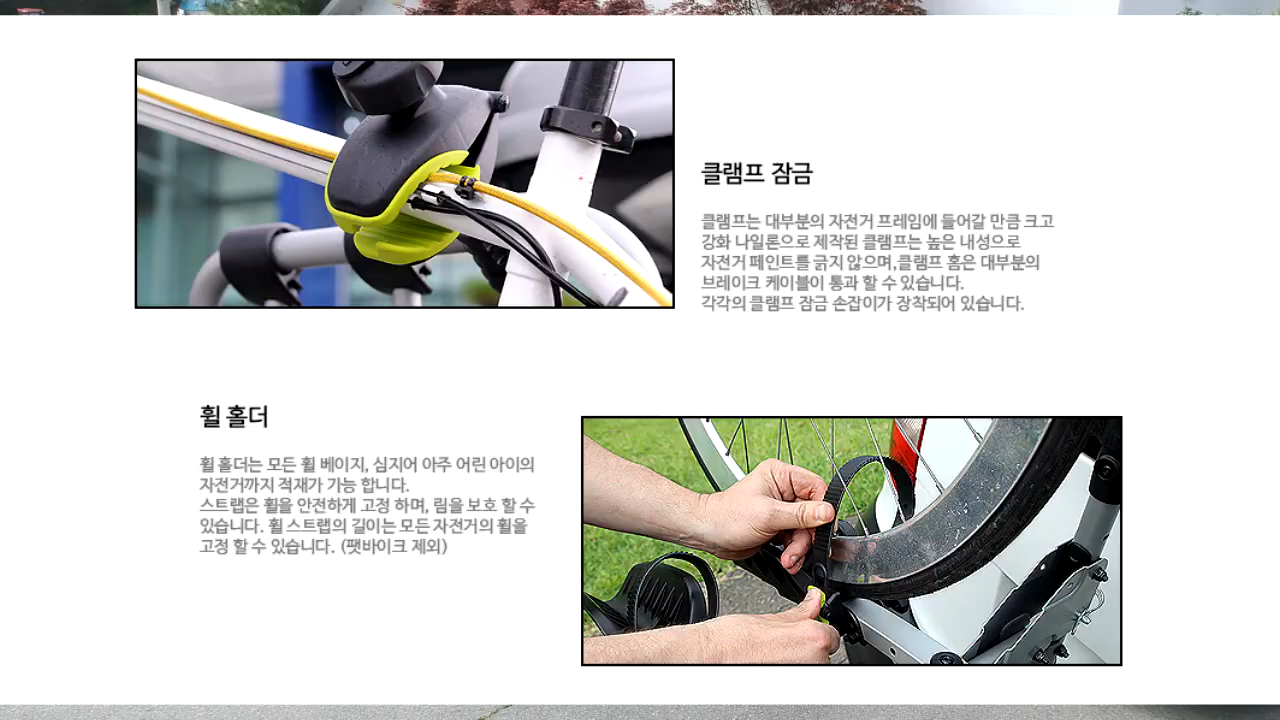 클램프 잠금
클램프는 대부분의 자전거 프레임에 들어갈 만큼 크고
강화 나일론으로 제작된 클램프는 높은 내성으로
자전거 페인트를 긁지 않으며,클램프 홈은 대부분의
브레이크 케이블이 통과 할 수 있습니다.
각각의 클램프 잠금 손잡이가 장착되어 있습니다.
휠 홀더
휠 홀더는 모든 휠 베이지, 심지어 아주 어린 아이의
자전거까지 적재가 가능 합니다.
스트랩은 휠을 안전하게 고정 하며, 림을 보호 할 수
있습니다. 휠 스트랩의 길이는 모든 자전거의 휠을
고정 할 수 있습니다. (팻바이크 제외)